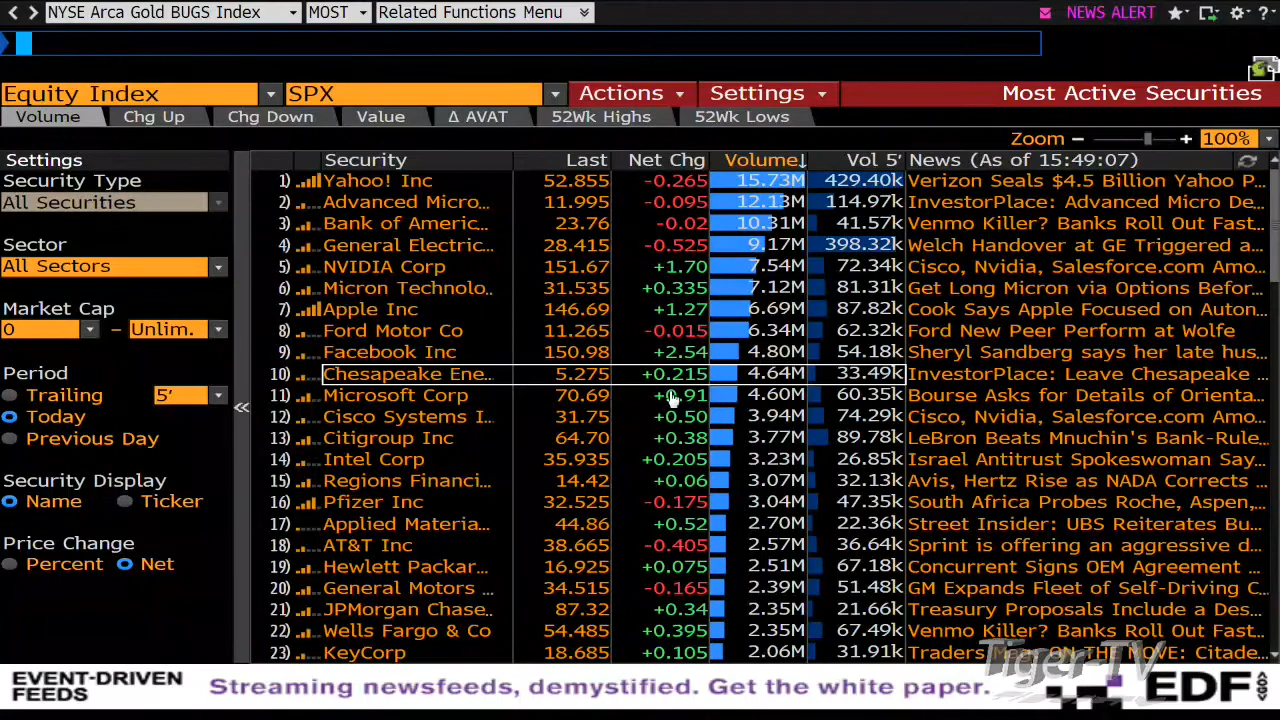 NYSE Arca Gold BUGS Index MOST Related Functions Menu NEWS ALERT
Equity Index SPX Actions Settings Most Active Securities
Volume Chg Up Chg Down Value Δ AVAT 52Wk Highs 52Wk Lows
Zoom − + 100%
Settings Security Last Net Chg Volume↓ Vol 5' News (As of 15:49:07)
Security Type 1) Yahoo! Inc 52.855 -0.265 15.73M 429.40k Verizon Seals $4.5 Billion Yahoo P...
All Securities 2) Advanced Micro... 11.995 -0.095 12.13M 114.97k InvestorPlace: Advanced Micro De...
3) Bank of Americ... 23.76 -0.02 10.31M 41.57k Venmo Killer? Banks Roll Out Fast...
Sector 4) General Electric... 28.415 -0.525 9.17M 398.32k Welch Handover at GE Triggered a...
All Sectors 5) NVIDIA Corp 151.67 +1.70 7.54M 72.34k Cisco, Nvidia, Salesforce.com Amo...
6) Micron Technolo... 31.535 +0.335 7.12M 81.31k Get Long Micron via Options Befor...
Market Cap 7) Apple Inc 146.69 +1.27 6.69M 87.82k Cook Says Apple Focused on Auton...
0 – Unlim. 8) Ford Motor Co 11.265 -0.015 6.34M 62.32k Ford New Peer Perform at Wolfe
9) Facebook Inc 150.98 +2.54 4.80M 54.18k Sheryl Sandberg says her late hus...
Period 10) Chesapeake Ene... 5.275 +0.215 4.64M 33.49k InvestorPlace: Leave Chesapeake ...
Trailing 5' 11) Microsoft Corp 70.69 +0.91 4.60M 60.35k Bourse Asks for Details of Orienta...
Today 12) Cisco Systems I... 31.75 +0.50 3.94M 74.29k Cisco, Nvidia, Salesforce.com Amo...
Previous Day 13) Citigroup Inc 64.70 +0.38 3.77M 89.78k LeBron Beats Mnuchin's Bank-Rule...
14) Intel Corp 35.935 +0.205 3.23M 26.85k Israel Antitrust Spokeswoman Say...
Security Display 15) Regions Financi... 14.42 +0.06 3.07M 32.13k Avis, Hertz Rise as NADA Corrects ...
Name Ticker 16) Pfizer Inc 32.525 -0.175 3.04M 47.35k South Africa Probes Roche, Aspen,...
17) Applied Materia... 44.86 +0.52 2.70M 22.36k Street Insider: UBS Reiterates Bu...
Price Change 18) AT&T Inc 38.665 -0.405 2.57M 36.64k Sprint is offering an aggressive d...
Percent Net 19) Hewlett Packar... 16.925 +0.075 2.51M 67.18k Concurrent Signs OEM Agreement ...
20) General Motors ... 34.515 -0.165 2.39M 51.48k GM Expands Fleet of Self-Driving C...
21) JPMorgan Chase... 87.32 +0.34 2.35M 21.66k Treasury Proposals Include a Des...
22) Wells Fargo & Co 54.485 +0.395 2.35M 67.49k Venmo Killer? Banks Roll Out Fast...
23) KeyCorp 18.685 +0.105 2.06M 31.91k Traders ON THE MOVE: Citade...
Tiger-TV
EVENT-DRIVEN
FEEDS
Streaming newsfeeds, demystified. Get the white paper.
EDF